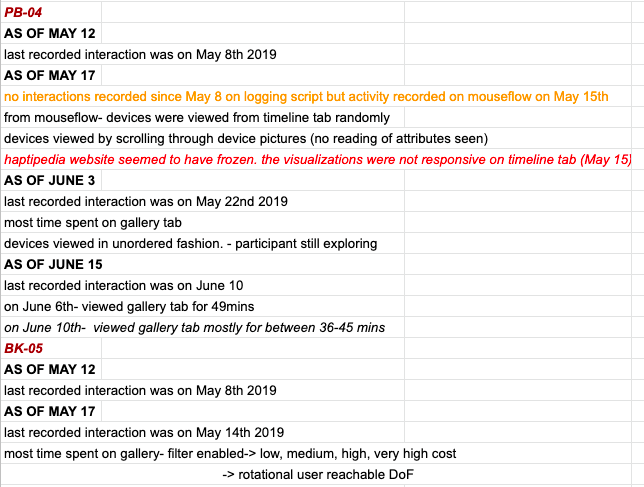 PB-04
AS OF MAY 12
last recorded interaction was on May 8th 2019
AS OF MAY 17
no interactions recorded since May 8 on logging script but activity recorded on mouseflow on May 15th
from mouseflow- devices were viewed from timeline tab randomly
devices viewed by scrolling through device pictures (no reading of attributes seen)
haptipedia website seemed to have frozen. the visualizations were not responsive on timeline tab (May 15)
AS OF JUNE 3
last recorded interaction was on May 22nd 2019
most time spent on gallery tab
devices viewed in unordered fashion. - participant still exploring
AS OF JUNE 15
last recorded interaction was on June 10
on June 6th- viewed gallery tab for 49mins
on June 10th- viewed gallery tab mostly for between 36-45 mins
BK-05
AS OF MAY 12
last recorded interaction was on May 8th 2019
AS OF MAY 17
last recorded interaction was on May 14th 2019
most time spent on gallery- filter enabled-> low, medium, high, very high cost
-> rotational user reachable DoF